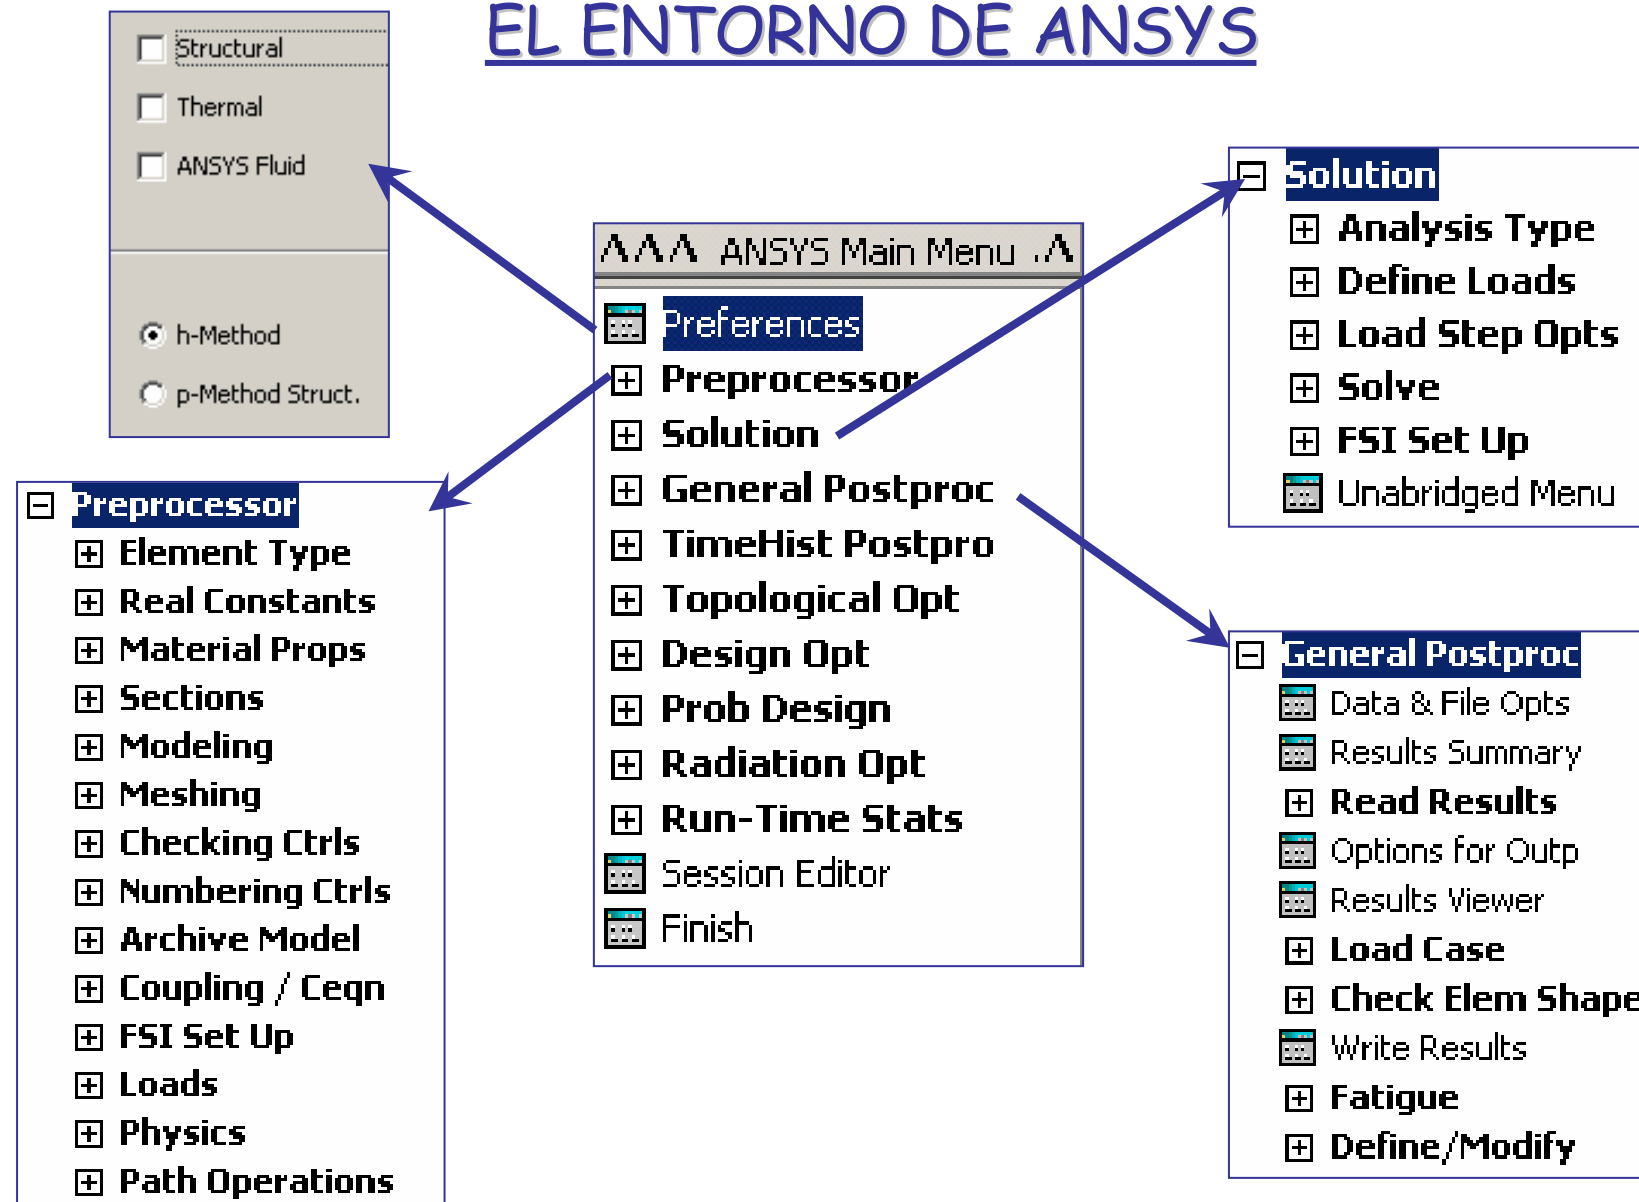 EL ENTORNO DE ANSYS
Structural
Thermal
ANSYS Fluid
h-Method
p-Method Struct.
ANSYS Main Menu
Preferences
Preprocessor
Solution
General Postproc
TimeHist Postpro
Topological Opt
Design Opt
Prob Design
Radiation Opt
Run-Time Stats
Session Editor
Finish
Preprocessor
Element Type
Real Constants
Material Props
Sections
Modeling
Meshing
Checking Ctrls
Numbering Ctrls
Archive Model
Coupling / Ceqn
FSI Set Up
Loads
Physics
Path Operations
Solution
Analysis Type
Define Loads
Load Step Opts
Solve
FSI Set Up
Unabridged Menu
General Postproc
Data & File Opts
Results Summary
Read Results
Options for Outp
Results Viewer
Load Case
Check Elem Shape
Write Results
Fatigue
Define/Modify